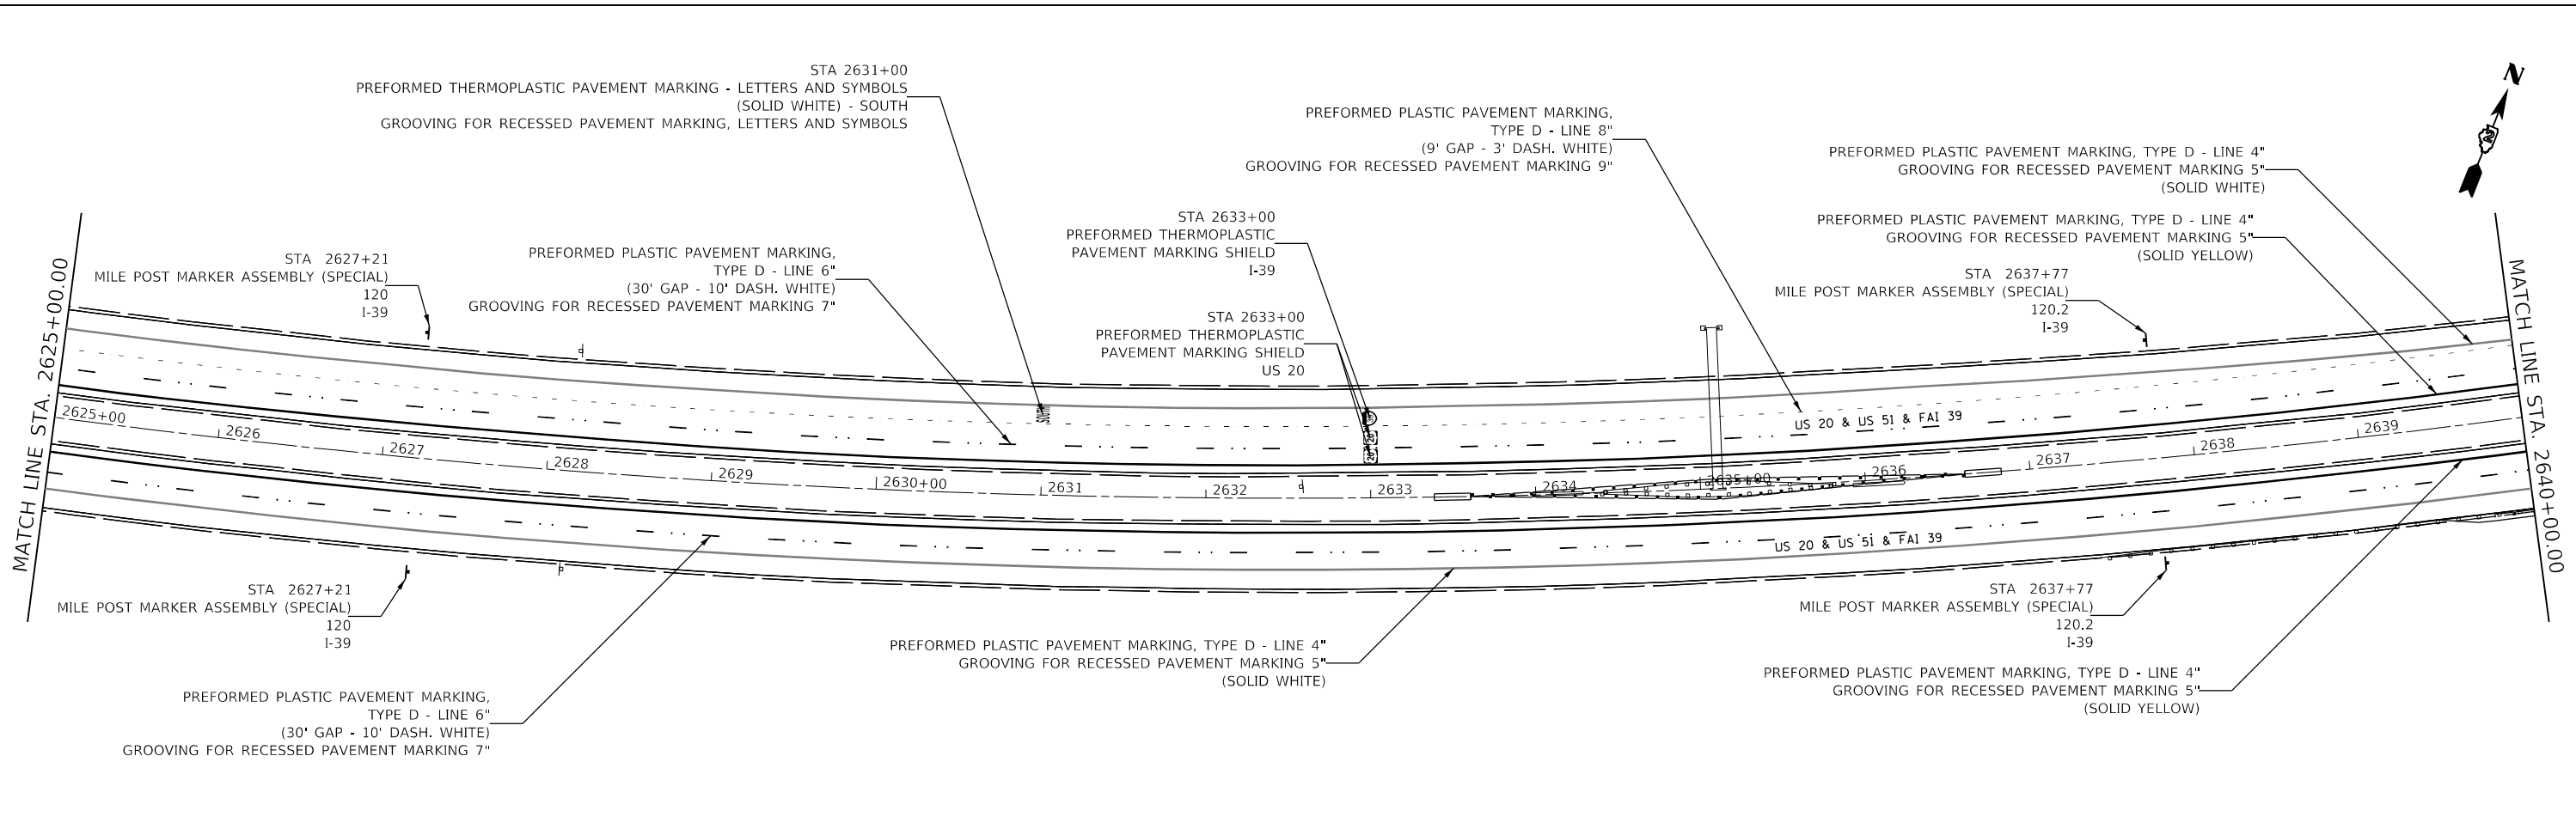 STA 2631+00
PREFORMED THERMOPLASTIC PAVEMENT MARKING - LETTERS AND SYMBOLS
(SOLID WHITE) - SOUTH
GROOVING FOR RECESSED PAVEMENT MARKING, LETTERS AND SYMBOLS
PREFORMED PLASTIC PAVEMENT MARKING,
TYPE D - LINE 8"
(9' GAP - 3' DASH. WHITE)
GROOVING FOR RECESSED PAVEMENT MARKING 9"
N
PREFORMED PLASTIC PAVEMENT MARKING, TYPE D - LINE 4"
GROOVING FOR RECESSED PAVEMENT MARKING 5"
(SOLID WHITE)
PREFORMED PLASTIC PAVEMENT MARKING, TYPE D - LINE 4"
GROOVING FOR RECESSED PAVEMENT MARKING 5"
(SOLID YELLOW)
STA 2633+00
PREFORMED THERMOPLASTIC
PAVEMENT MARKING SHIELD
I-39
STA 2633+00
PREFORMED THERMOPLASTIC
PAVEMENT MARKING SHIELD
US 20
STA 2627+21
MILE POST MARKER ASSEMBLY (SPECIAL)
120
I-39
PREFORMED PLASTIC PAVEMENT MARKING,
TYPE D - LINE 6"
(30' GAP - 10' DASH. WHITE)
GROOVING FOR RECESSED PAVEMENT MARKING 7"
STA 2637+77
MILE POST MARKER ASSEMBLY (SPECIAL)
120.2
I-39
MATCH LINE STA. 2625+00.00
MATCH LINE STA. 2640+00.00
US 20 & US 51 & FAI 39
20
20
2625+00
2626
2627
2628
2629
2630+00
2631
2632
2633
2634
2635+00
2636
2637
2638
2639
US 20 & US 51 & FAI 39
STA 2627+21
MILE POST MARKER ASSEMBLY (SPECIAL)
120
I-39
STA 2637+77
MILE POST MARKER ASSEMBLY (SPECIAL)
120.2
I-39
PREFORMED PLASTIC PAVEMENT MARKING, TYPE D - LINE 4"
GROOVING FOR RECESSED PAVEMENT MARKING 5"
(SOLID WHITE)
PREFORMED PLASTIC PAVEMENT MARKING, TYPE D - LINE 4"
GROOVING FOR RECESSED PAVEMENT MARKING 5"
(SOLID YELLOW)
PREFORMED PLASTIC PAVEMENT MARKING,
TYPE D - LINE 6"
(30' GAP - 10' DASH. WHITE)
GROOVING FOR RECESSED PAVEMENT MARKING 7"